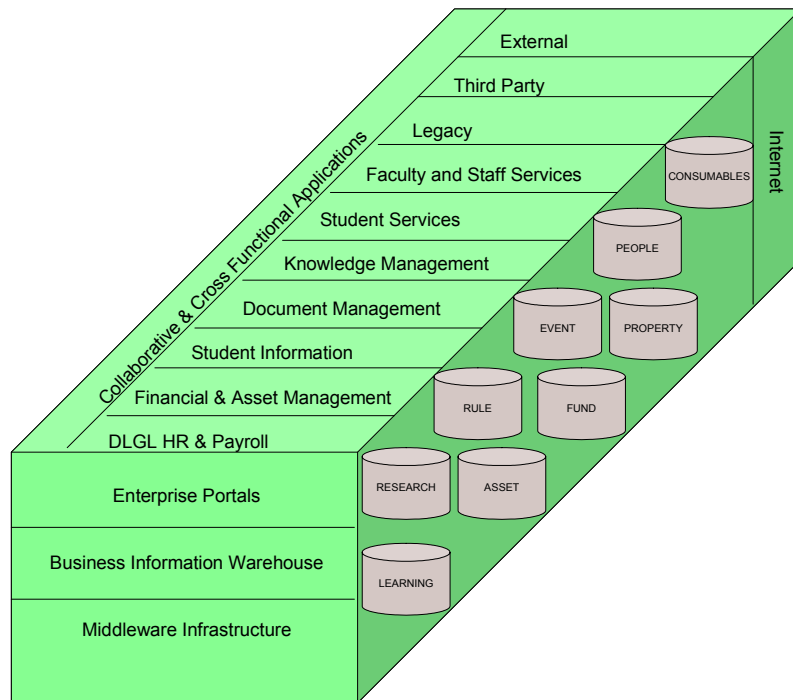 External
Third Party
Legacy
Faculty and Staff Services
Student Services
Knowledge Management
Document Management
Student Information
Financial & Asset Management
DLGL HR & Payroll
Collaborative & Cross Functional Applications
Enterprise Portals
Business Information Warehouse
Middleware Infrastructure
Internet
CONSUMABLES
PEOPLE
EVENT
PROPERTY
RULE
FUND
RESEARCH
ASSET
LEARNING